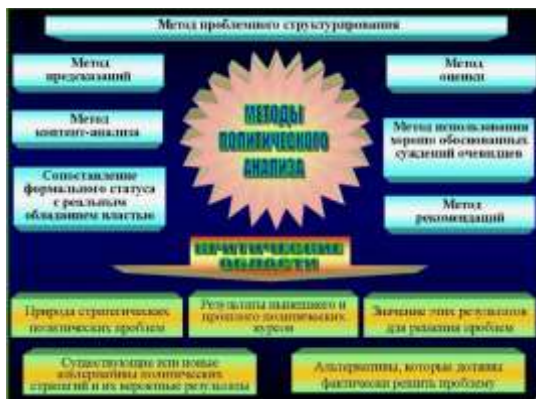 Метод проблемного структурирования
Метод
предсказаний
Метод
оценки
МЕТОДЫ
ПОЛИТИЧЕСКОГО
АНАЛИЗА
Метод
контент-анализа
Метод использования
хорошо обоснованных
суждений очевидцев
Сопоставление
формального статуса
с реальным
обладанием властью
Метод
рекомендаций
ОБЛАСТИ
Природа стратегических
политических проблем
Результаты нынешнего и
прошлого политических
курсов
Значение этих результатов
для решения проблем
Существующие или новые
альтернативы политических
стратегий и их вероятные результаты
Альтернативы, которые должны
фактически решить проблему